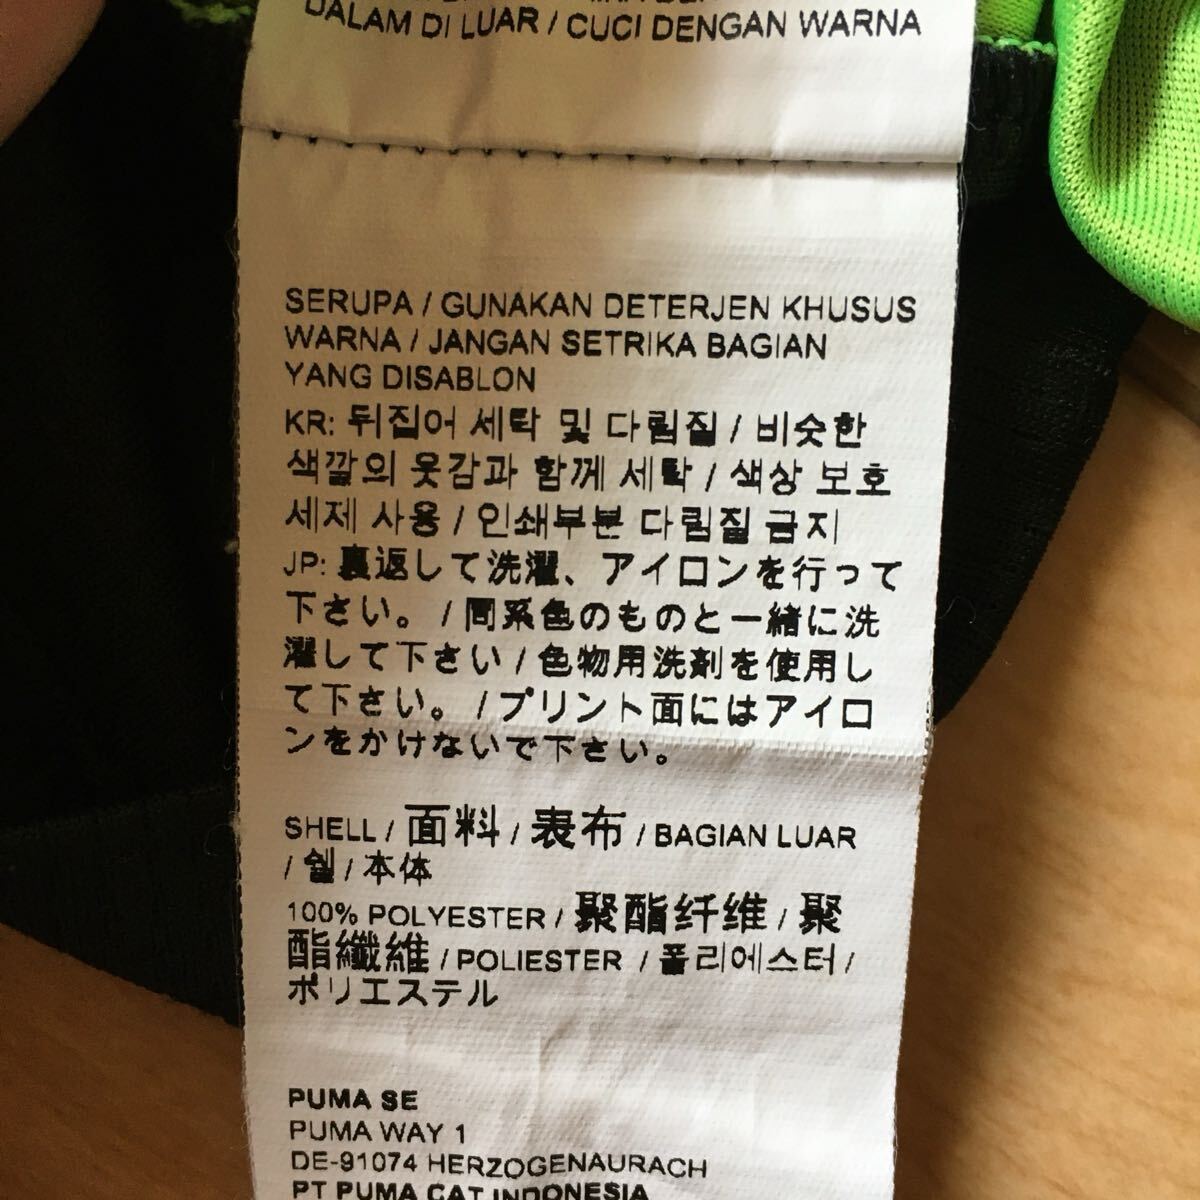 DALAM DI LUAR / CUCI DENGAN WARNA
SERUPA / GUNAKAN DETERJEN KHUSUS
WARNA / JANGAN SETRIKA BAGIAN
YANG DISABLON
KR: 뒤집어 세탁 및 다림질 / 비슷한
색깔의 옷감과 함께 세탁 / 색상 보호
세제 사용 / 인쇄부분 다림질 금지
JP: 裏返して洗濯、アイロンを行って
下さい。/ 同系色のものと一緒に洗
濯して下さい / 色物用洗剤を使用し
て下さい。/ プリント面にはアイロ
ンをかけないで下さい。
SHELL / 面料 / 表布 / BAGIAN LUAR
/ 쉘 / 本体
100% POLYESTER / 聚酯纤维 / 聚
酯纖維 / POLIESTER / 폴리에스터 /
ポリエステル
PUMA SE
PUMA WAY 1
DE-91074 HERZOGENAURACH
PT PUMA CAT INDONESIA